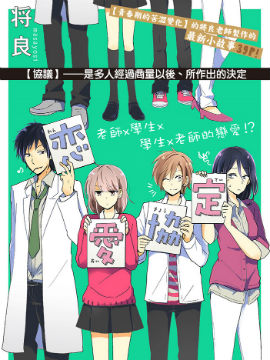 将良
masayosi
【青春期的苦澀變化】的將良老師製作的
最新小故事39P!
【協議】——是多人經過商量以後、所作出的決定
老師x學生x
學生x老師的戀愛!?
恋
愛
協
定